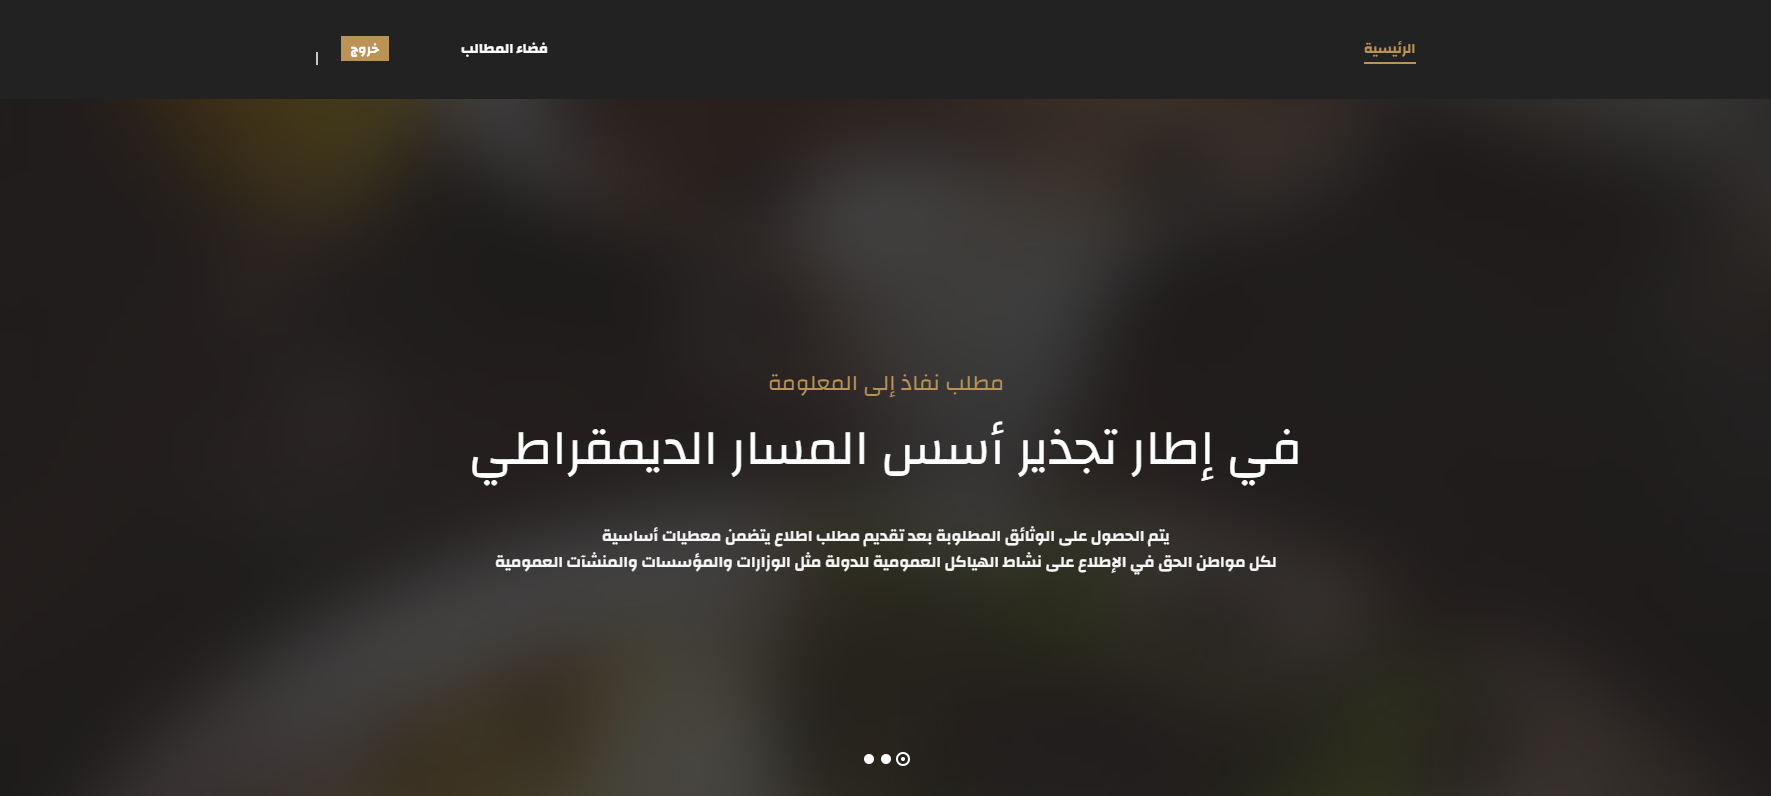 الرئيسية
فضاء المطالب
خروج
مطلب نفاذ إلى المعلومة
في إطار تجذير أسس المسار الديمقراطي
يتم الحصول على الوثائق المطلوبة بعد تقديم مطلب اطلاع يتضمن معطيات أساسية
لكل مواطن الحق في الإطلاع على نشاط الهياكل العمومية للدولة مثل الوزارات والمؤسسات والمنشآت العمومية